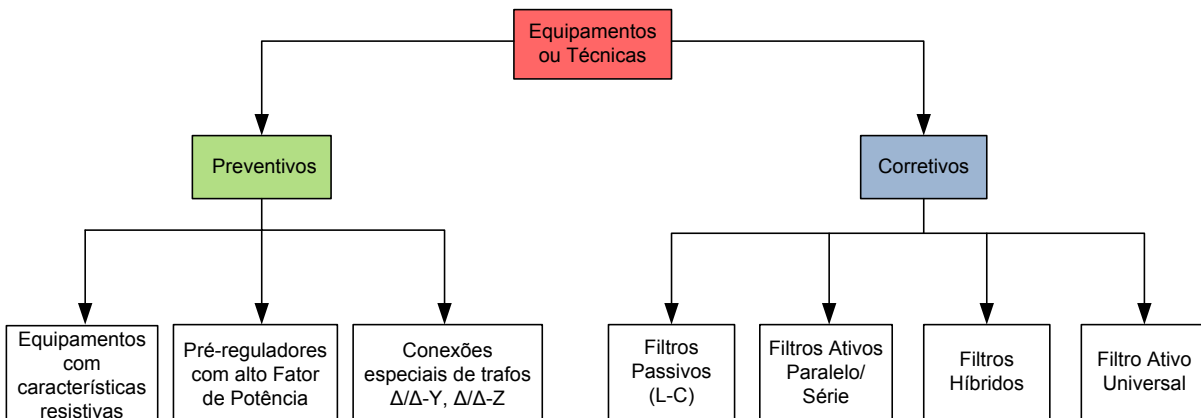 Equipamentos
ou Técnicas
Preventivos
Corretivos
Equipamentos
com
características
resistivas
Pré-reguladores
com alto Fator
de Potência
Conexões
especiais de trafos
Δ/Δ-Y, Δ/Δ-Z
Filtros
Passivos
(L-C)
Filtros Ativos
Paralelo/
Série
Filtros
Híbridos
Filtro Ativo
Universal